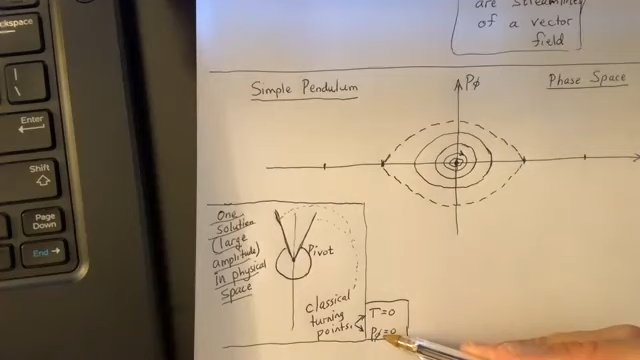 are streamlines
of a vector
field
Simple Pendulum
Pϕ
Phase Space
One
solution
(large
amplitude)
in physical
space
Pivot
classical
turning
points.
T=0
Pϕ=0
Enter
Shift
Page
Down
End